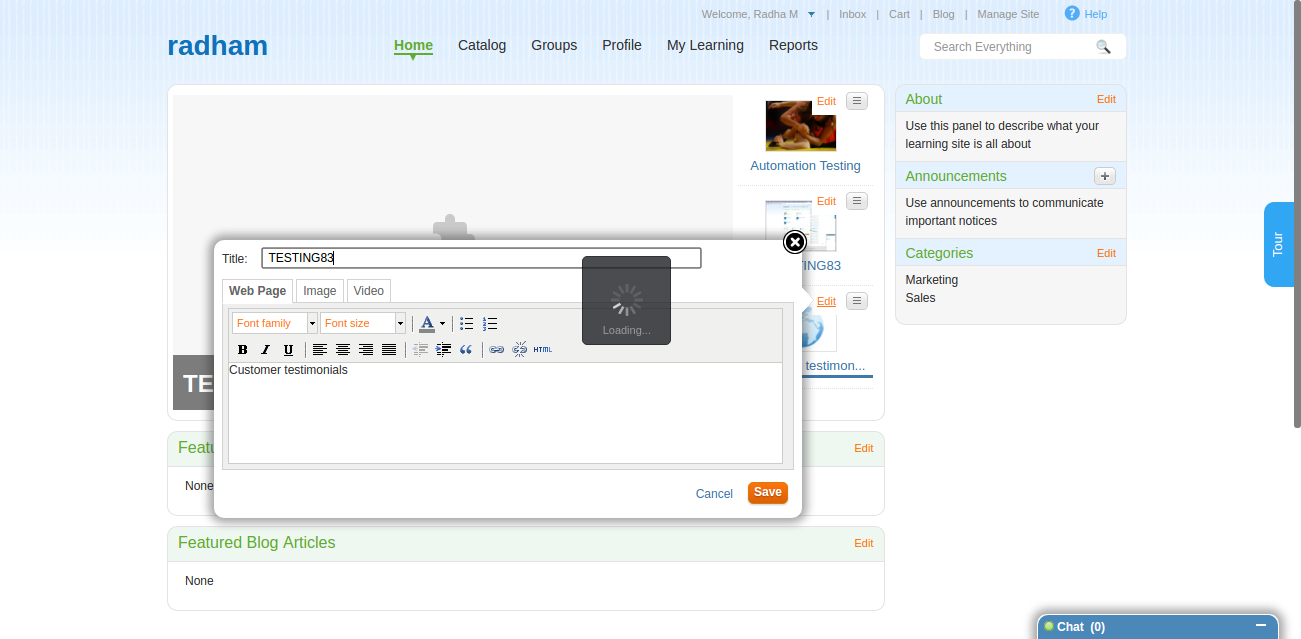 Welcome, Radha M | Inbox | Cart | Blog | Manage Site ? Help
radham
Home Catalog Groups Profile My Learning Reports
Search Everything
Edit
Automation Testing
Edit
ING83
Edit
testimon...
About Edit
Use this panel to describe what your
learning site is all about
Announcements +
Use announcements to communicate
important notices
Categories Edit
Marketing
Sales
Tour
TE
Title: TESTING83
Loading...
Web Page Image Video
Font family Font size A
B I U HTML
Customer testimonials
Cancel Save
Featu Edit
None
Featured Blog Articles Edit
None
Chat (0)